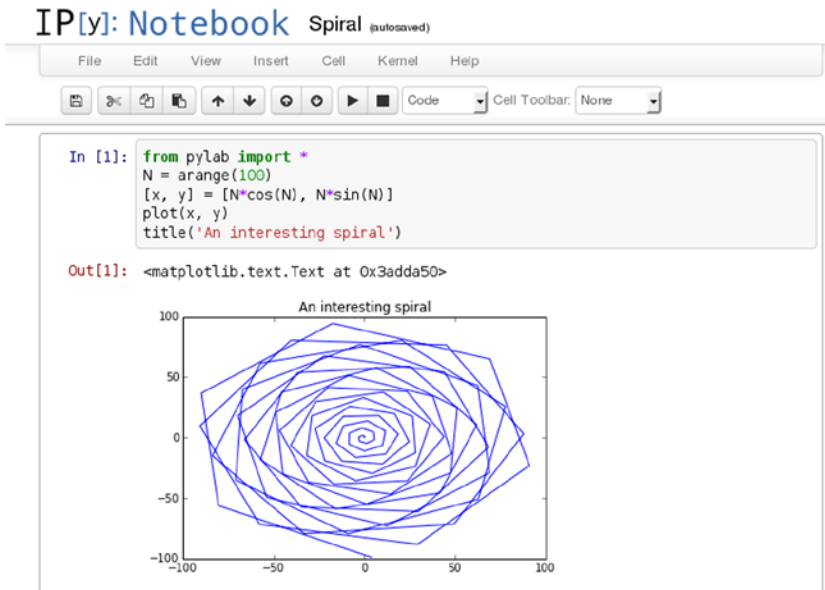 IP[y]: Notebook Spiral (autosaved)
File Edit View Insert Cell Kernel Help
Code Cell Toolbar: None
In [1]: from pylab import *
N = arange(100)
[x, y] = [N*cos(N), N*sin(N)]
plot(x, y)
title('An interesting spiral')
Out[1]: <matplotlib.text.Text at 0x3adda50>
An interesting spiral
100
50
0
−50
−100
−100 −50 0 50 100